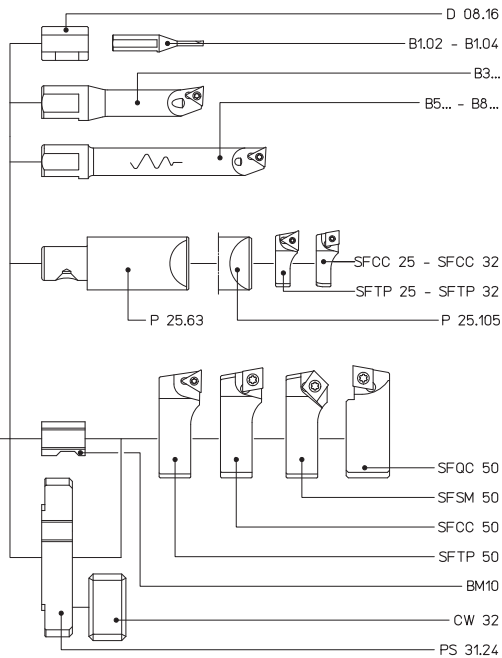 D 08.16
B1.02 - B1.04
B3...
B5... - B8...
SFCC 25 - SFCC 32
SFTP 25 - SFTP 32
P 25.63
P 25.105
SFQC 50
SFSM 50
SFCC 50
SFTP 50
BM10
CW 32
PS 31.24